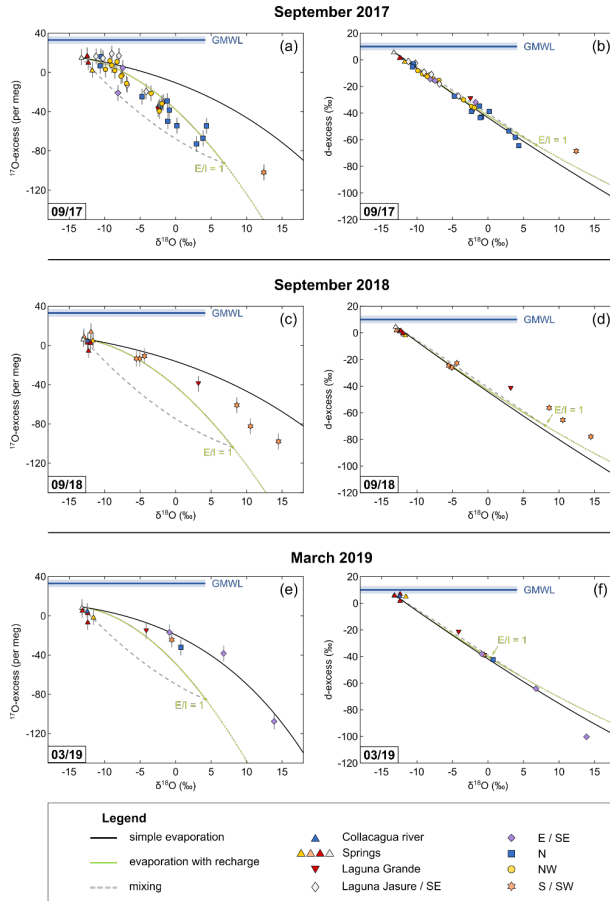 September 2017
(a)
GMWL
E/I = 1
09/17
40
0
-40
-80
-120
-15 -10 -5 0 5 10 15
δ18O (‰)
17O-excess (per meg)
(b)
GMWL
E/I = 1
09/17
20
0
-20
-40
-60
-80
-100
-120
-15 -10 -5 0 5 10 15
δ18O (‰)
d-excess (‰)
September 2018
(c)
GMWL
E/I = 1
09/18
40
0
-40
-80
-120
-15 -10 -5 0 5 10 15
δ18O (‰)
17O-excess (per meg)
(d)
GMWL
E/I = 1
09/18
20
0
-20
-40
-60
-80
-100
-120
-15 -10 -5 0 5 10 15
δ18O (‰)
d-excess (‰)
March 2019
(e)
GMWL
E/I = 1
03/19
40
0
-40
-80
-120
-15 -10 -5 0 5 10 15
δ18O (‰)
17O-excess (per meg)
(f)
GMWL
E/I = 1
03/19
20
0
-20
-40
-60
-80
-100
-120
-15 -10 -5 0 5 10 15
δ18O (‰)
d-excess (‰)
Legend
simple evaporation
evaporation with recharge
mixing
Collacagua river
Springs
Laguna Grande
Laguna Jasure / SE
E / SE
N
NW
S / SW